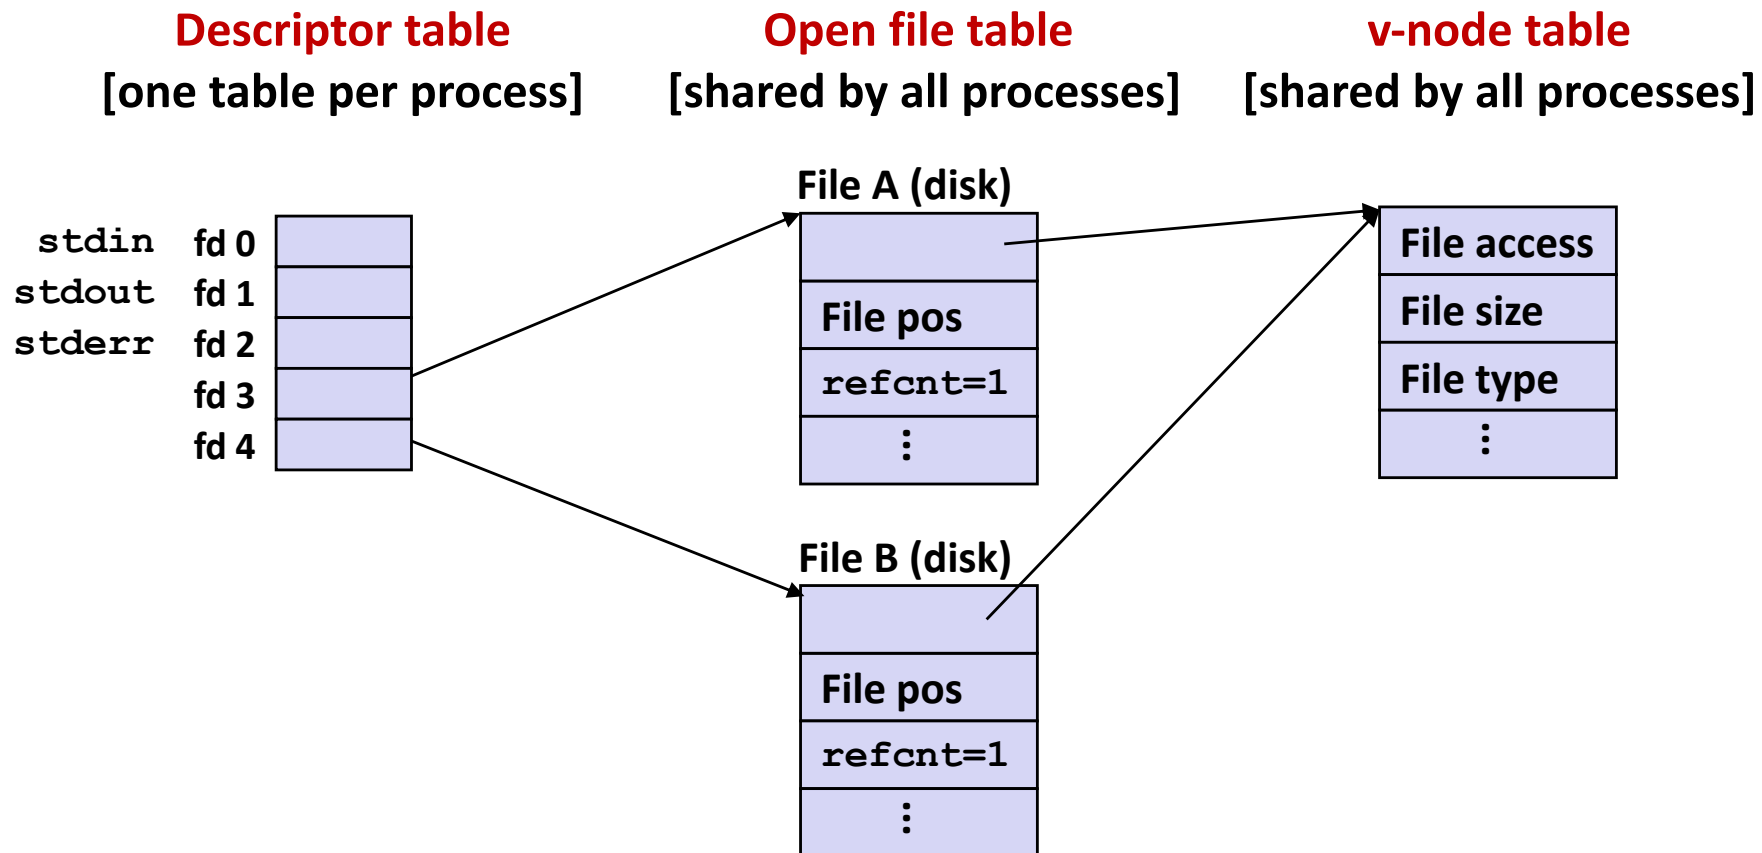 Descriptor table
[one table per process]
Open file table
[shared by all processes]
v-node table
[shared by all processes]
stdin fd 0
stdout fd 1
stderr fd 2
fd 3
fd 4
File A (disk)
File pos
refcnt=1
⋮
File B (disk)
File pos
refcnt=1
⋮
File access
File size
File type
⋮